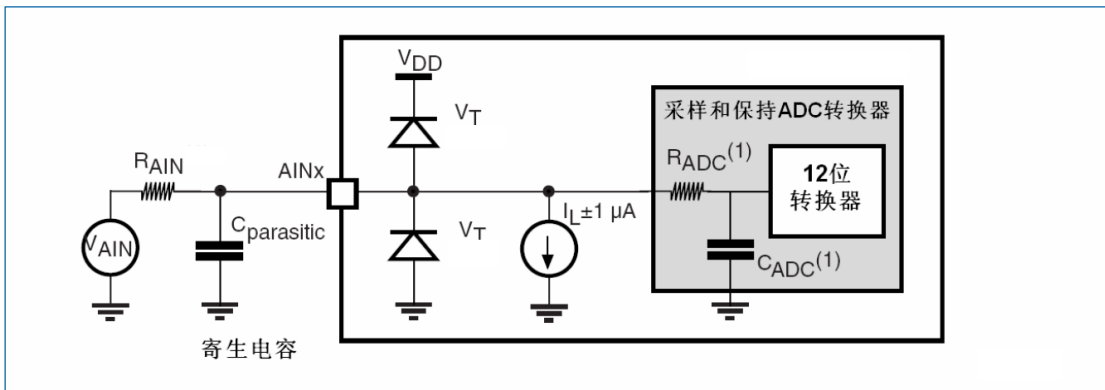 VDD
VT
采样和保持ADC转换器
RAIN
AINx
RADC(1)
12位
转换器
VAIN
Cparasitic
VT
IL±1 µA
CADC(1)
寄生电容